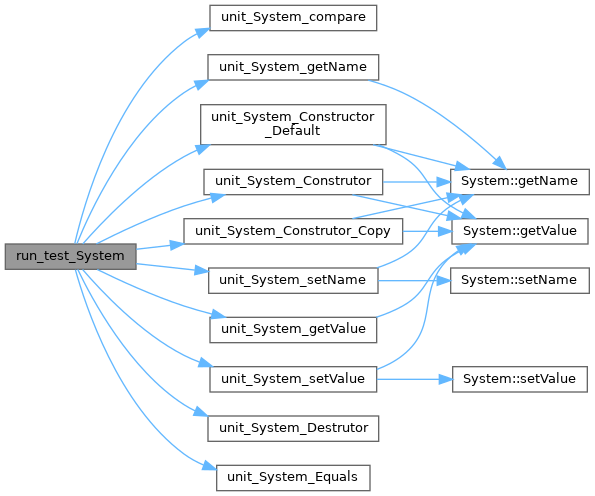 run_test_System
unit_System_compare
unit_System_getName
unit_System_Constructor
_Default
unit_System_Construtor
unit_System_Construtor_Copy
unit_System_setName
unit_System_getValue
unit_System_setValue
unit_System_Destrutor
unit_System_Equals
System::getName
System::getValue
System::setName
System::setValue